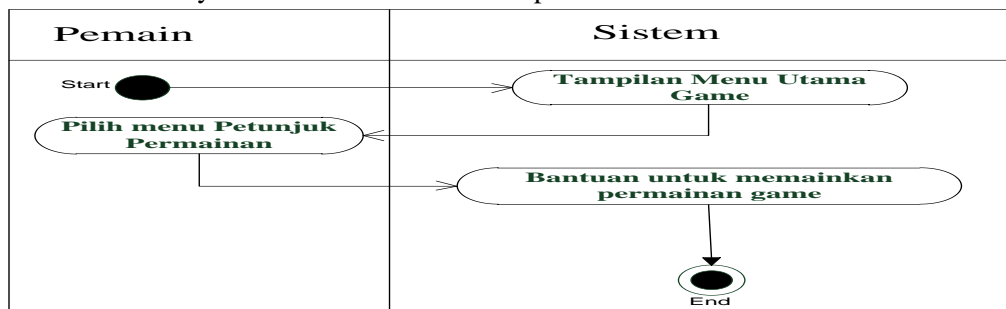 Pemain
Sistem
Start
Tampilan Menu Utama
Game
Pilih menu Petunjuk
Permainan
Bantuan untuk memainkan
permainan game
End